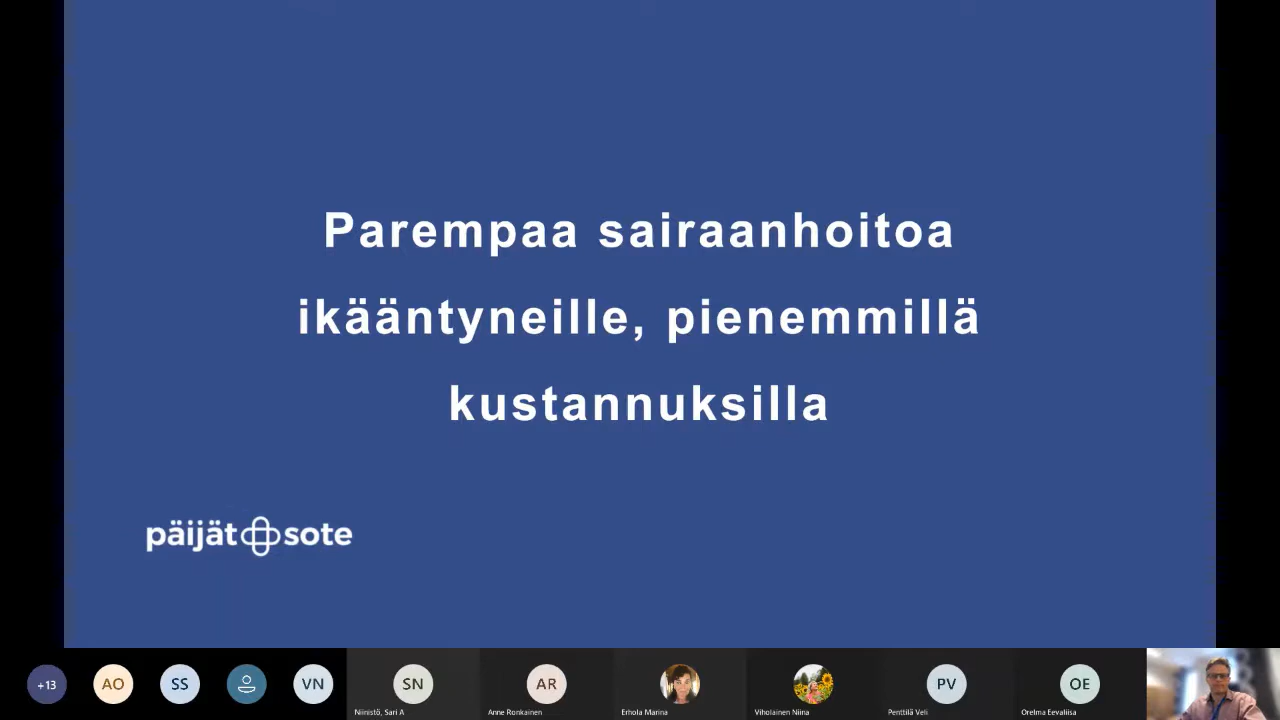 Parempaa sairaanhoitoa
ikääntyneille, pienemmillä
kustannuksilla
päijät sote
+13
AO
SS
VN
SN
AR
PV
OE
Niinistö, Sari A
Anne Ronkainen
Erhola Marina
Viholainen Niina
Penttilä Veli
Orelma Eevaliisa